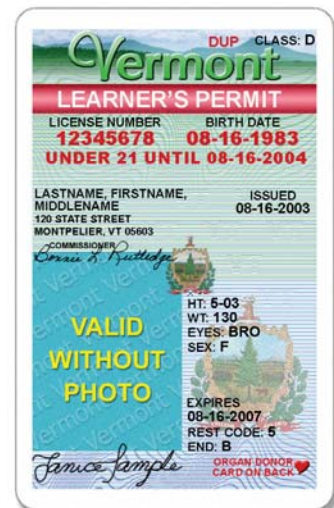 DUP CLASS: D
Vermont
LEARNER'S PERMIT
LICENSE NUMBER BIRTH DATE
12345678 08-16-1983
UNDER 21 UNTIL 08-16-2004
LASTNAME, FIRSTNAME,
MIDDLENAME
120 STATE STREET
MONTPELIER, VT 05603
ISSUED
08-16-2003
COMMISSIONER
Bonnie L. Rutledge
VALID
WITHOUT
PHOTO
HT: 5-03
WT: 130
EYES: BRO
SEX: F
EXPIRES
08-16-2007
REST CODE: 5
END: B
Janice Sample
ORGAN DONOR
CARD ON BACK